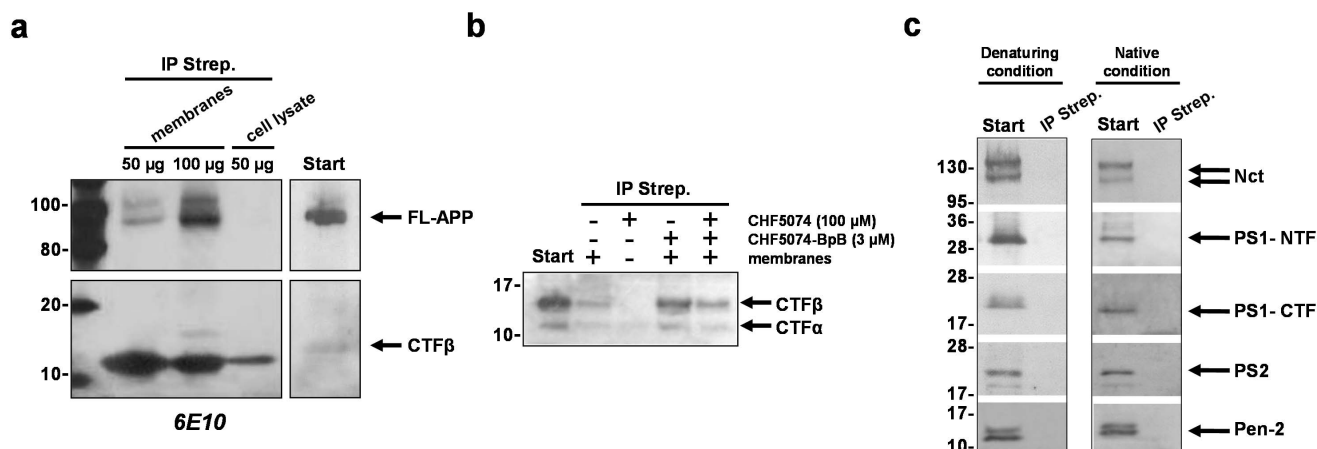 a
IP Strep.
membranes
cell lysate
50 µg 100 µg 50 µg
Start
100-
80-
FL-APP
20-
10-
CTFβ
6E10
b
IP Strep.
- + - + CHF5074 (100 µM)
- - + + CHF5074-BpB (3 µM)
Start + - + + membranes
17-
10-
CTFβ
CTFα
c
Denaturing condition
Native condition
Start IP Strep. Start IP Strep.
130-
95-
Nct
36-
28-
PS1- NTF
28-
17-
PS1- CTF
28-
17-
PS2
17-
10-
Pen-2